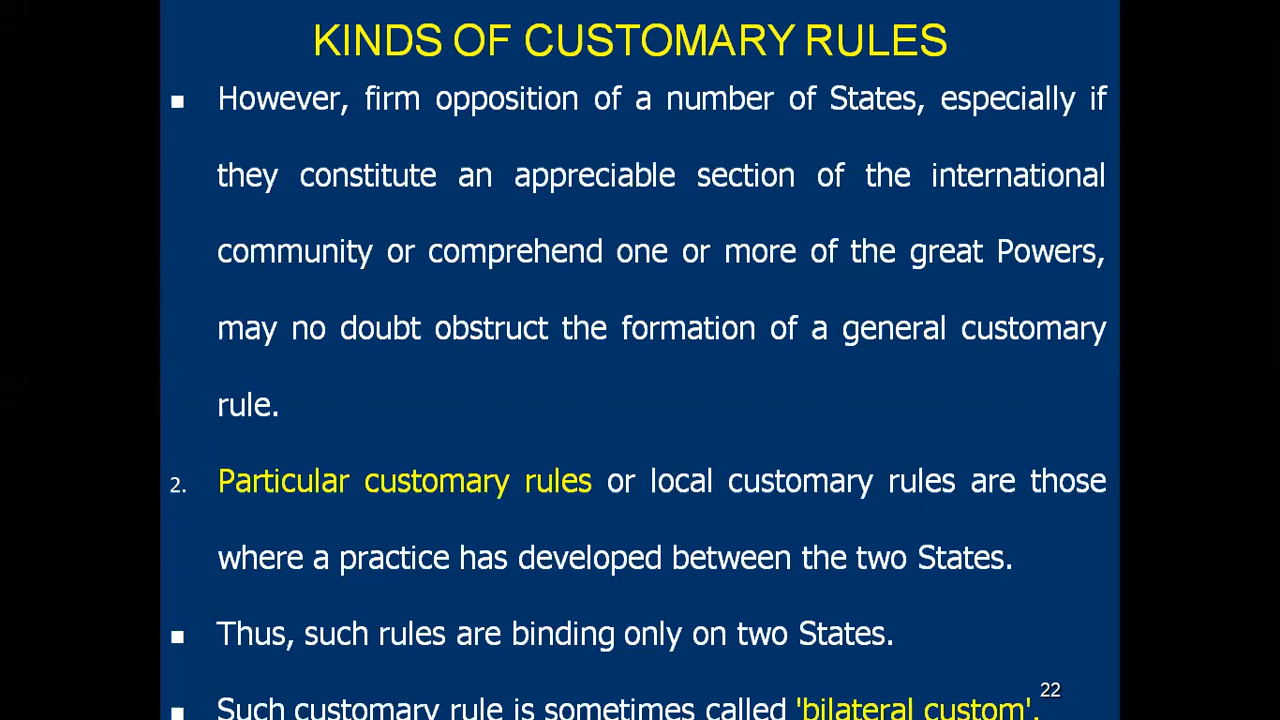 KINDS OF CUSTOMARY RULES
▪ However, firm opposition of a number of States, especially if
they constitute an appreciable section of the international
community or comprehend one or more of the great Powers,
may no doubt obstruct the formation of a general customary
rule.
2. Particular customary rules or local customary rules are those
where a practice has developed between the two States.
▪ Thus, such rules are binding only on two States.
▪ Such customary rule is sometimes called 'bilateral custom'.
22